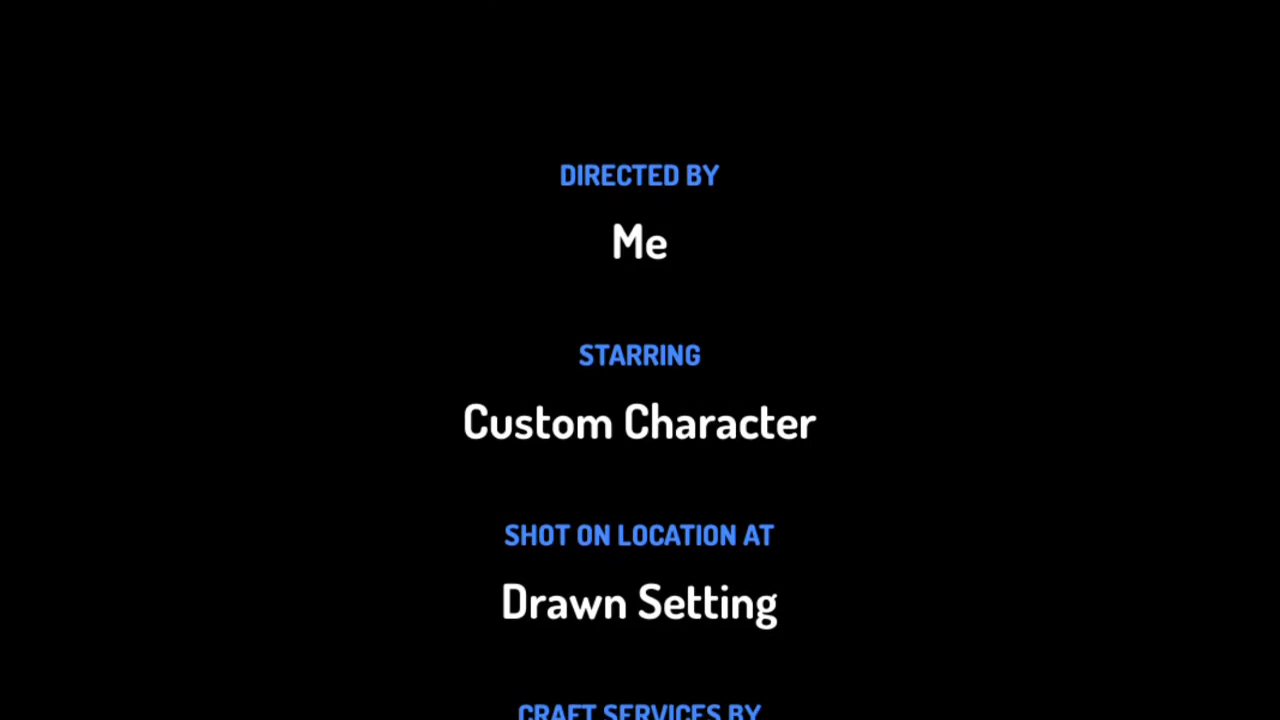 DIRECTED BY
Me
STARRING
Custom Character
SHOT ON LOCATION AT
Drawn Setting
CRAFT SERVICES BY